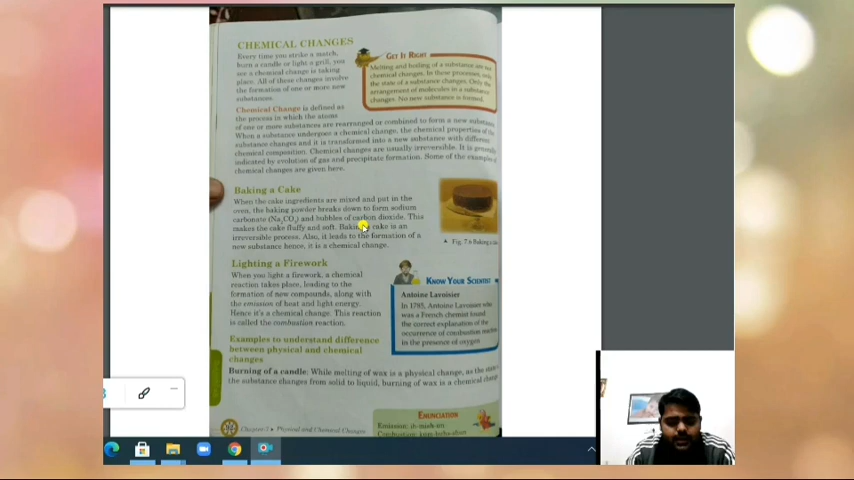 CHEMICAL CHANGES
Every time you strike a match,
burn a candle or light a grill, you
see a chemical change is taking
place. All of these changes involve
the formation of one or more new
substances.
GET IT RIGHT
Melting and boiling of a substance are not
chemical changes. In these processes, only
the state of a substance changes. Only the
arrangement of molecules in a substance
changes. No new substance is formed.
Chemical Change is defined as
the process in which the atoms
of one or more substances are rearranged or combined to form a new substance.
When a substance undergoes a chemical change, the chemical properties of the
substance changes and it is transformed into a new substance with different
chemical composition. Chemical changes are usually irreversible. It is generally
indicated by evolution of gas and precipitate formation. Some of the examples of
chemical changes are given here.
Baking a Cake
When the cake ingredients are mixed and put in the
oven, the baking powder breaks down to form sodium
carbonate (Na2CO3) and bubbles of carbon dioxide. This
makes the cake fluffy and soft. Baking a cake is an
irreversible process. Also, it leads to the formation of a
new substance hence, it is a chemical change.
▲ Fig. 7.6 Baking a cake
Lighting a Firework
When you light a firework, a chemical
reaction takes place, leading to the
formation of new compounds, along with
the emission of heat and light energy.
Hence it's a chemical change. This reaction
is called the combustion reaction.
KNOW YOUR SCIENTIST
Antoine Lavoisier
In 1795, Antoine Lavoisier who
was a French chemist found
the correct explanation of the
occurrence of combustion reaction
in the presence of oxygen
Examples to understand difference
between physical and chemical
changes
Burning of a candle: While melting of wax is a physical change, as the state of
the substance changes from solid to liquid, burning of wax is a chemical change
Chapter-7 ▸ Physical and Chemical Changes
ENUNCIATION
Emission: ih-mish-uhn